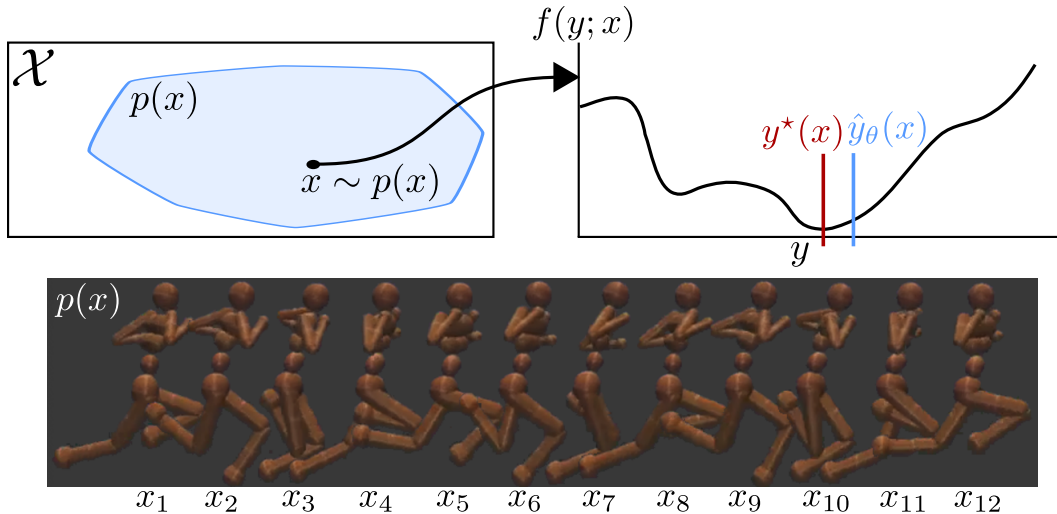 f(y; x)
𝒳
p(x)
x ∼ p(x)
y⋆(x) ŷθ(x)
y
p(x)
x₁ x₂ x₃ x₄ x₅ x₆ x₇ x₈ x₉ x₁₀ x₁₁ x₁₂